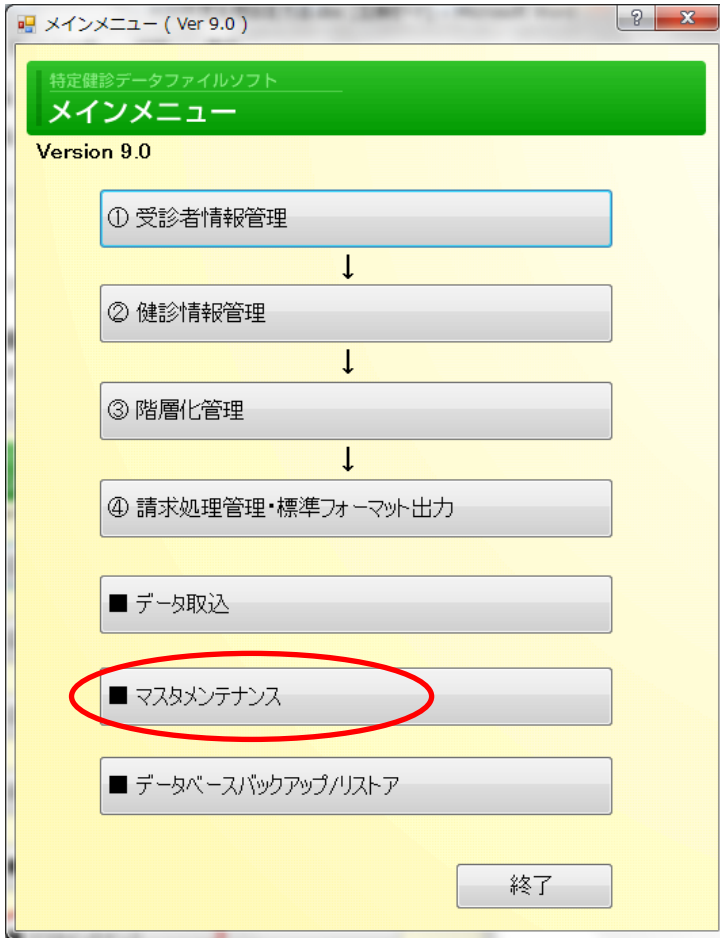 メインメニュー ( Ver 9.0 )
特定健診データファイルソフト
メインメニュー
Version 9.0
① 受診者情報管理
↓
② 健診情報管理
↓
③ 階層化管理
↓
④ 請求処理管理・標準フォーマット出力
■ データ取込
■ マスタメンテナンス
■ データベースバックアップ/リストア
終了